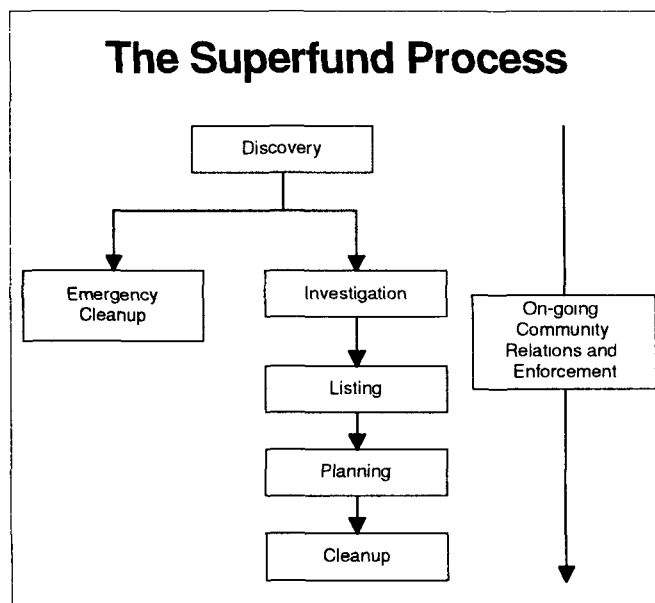 The Superfund Process
Discovery
Emergency
Cleanup
Investigation
On-going
Community
Relations and
Enforcement
Listing
Planning
Cleanup